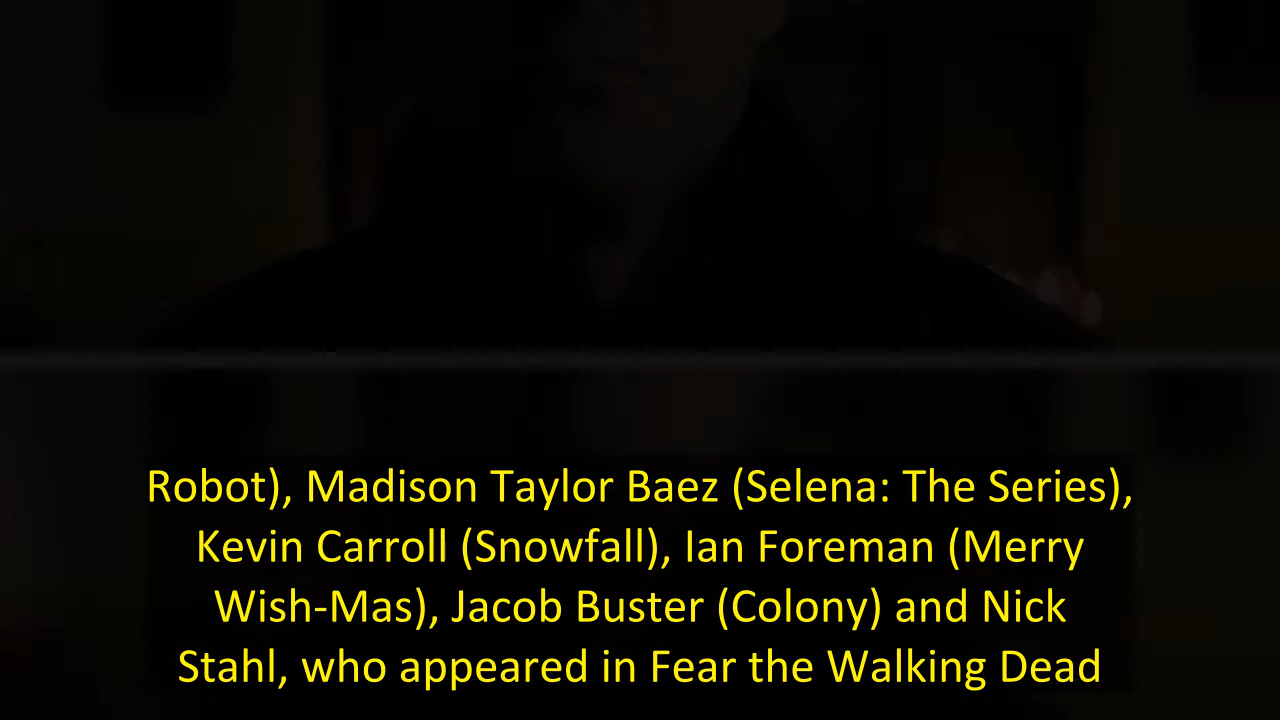 Robot), Madison Taylor Baez (Selena: The Series),
Kevin Carroll (Snowfall), Ian Foreman (Merry
Wish-Mas), Jacob Buster (Colony) and Nick
Stahl, who appeared in Fear the Walking Dead